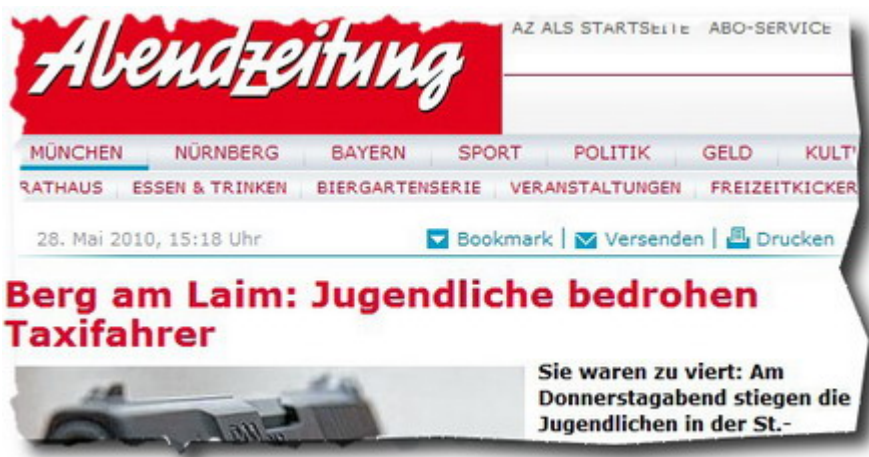 Abendzeitung
AZ ALS STARTSEITE ABO-SERVICE
MÜNCHEN NÜRNBERG BAYERN SPORT POLITIK GELD KULT
RATHAUS ESSEN & TRINKEN BIERGARTENSERIE VERANSTALTUNGEN FREIZEITKICKER
28. Mai 2010, 15:18 Uhr Bookmark | Versenden | Drucken
Berg am Laim: Jugendliche bedrohen
Taxifahrer
Sie waren zu viert: Am
Donnerstagabend stiegen die
Jugendlichen in der St.-